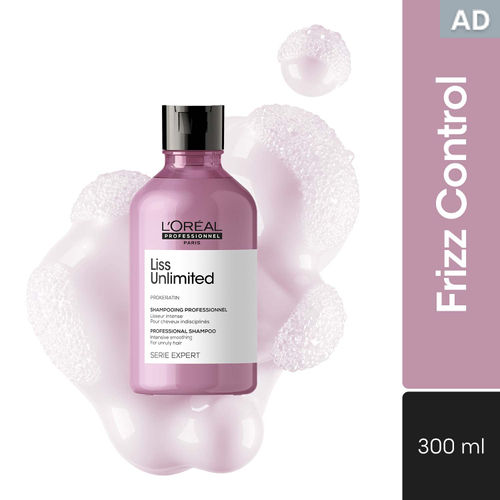 AD
L'ORÉAL
PROFESSIONNEL
PARIS
Liss
Unlimited
PROKERATIN
SHAMPOOING PROFESSIONNEL
Lisseur intense
Pour cheveux indisciplinés
PROFESSIONAL SHAMPOO
Intensive smoothing
For unruly hair
SERIE EXPERT
Frizz Control
300 ml